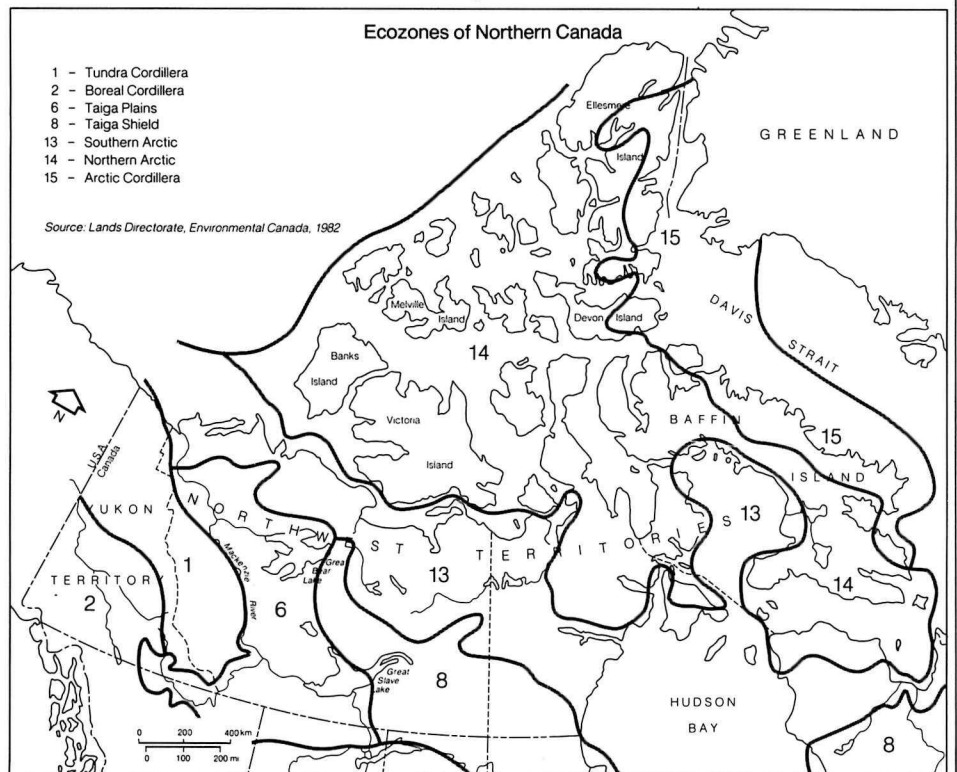 Ecozones of Northern Canada
1 - Tundra Cordillera
2 - Boreal Cordillera
6 - Taiga Plains
8 - Taiga Shield
13 - Southern Arctic
14 - Northern Arctic
15 - Arctic Cordillera
Source: Lands Directorate, Environmental Canada, 1982
Ellesmere
Island
GREENLAND
15
DAVIS
STRAIT
Melville
Island
Devon Island
14
Banks
Island
Victoria
Island
BAFFIN
ISLAND
15
N
U.S.A.
Canada
YUKON
TERRITORY
NORTHWEST TERRITORIES
13
13
14
1
2
Mackenzie
River
6
Great
Bear
Lake
Great
Slave
Lake
8
HUDSON
BAY
8
0 200 400 km
0 100 200 mi